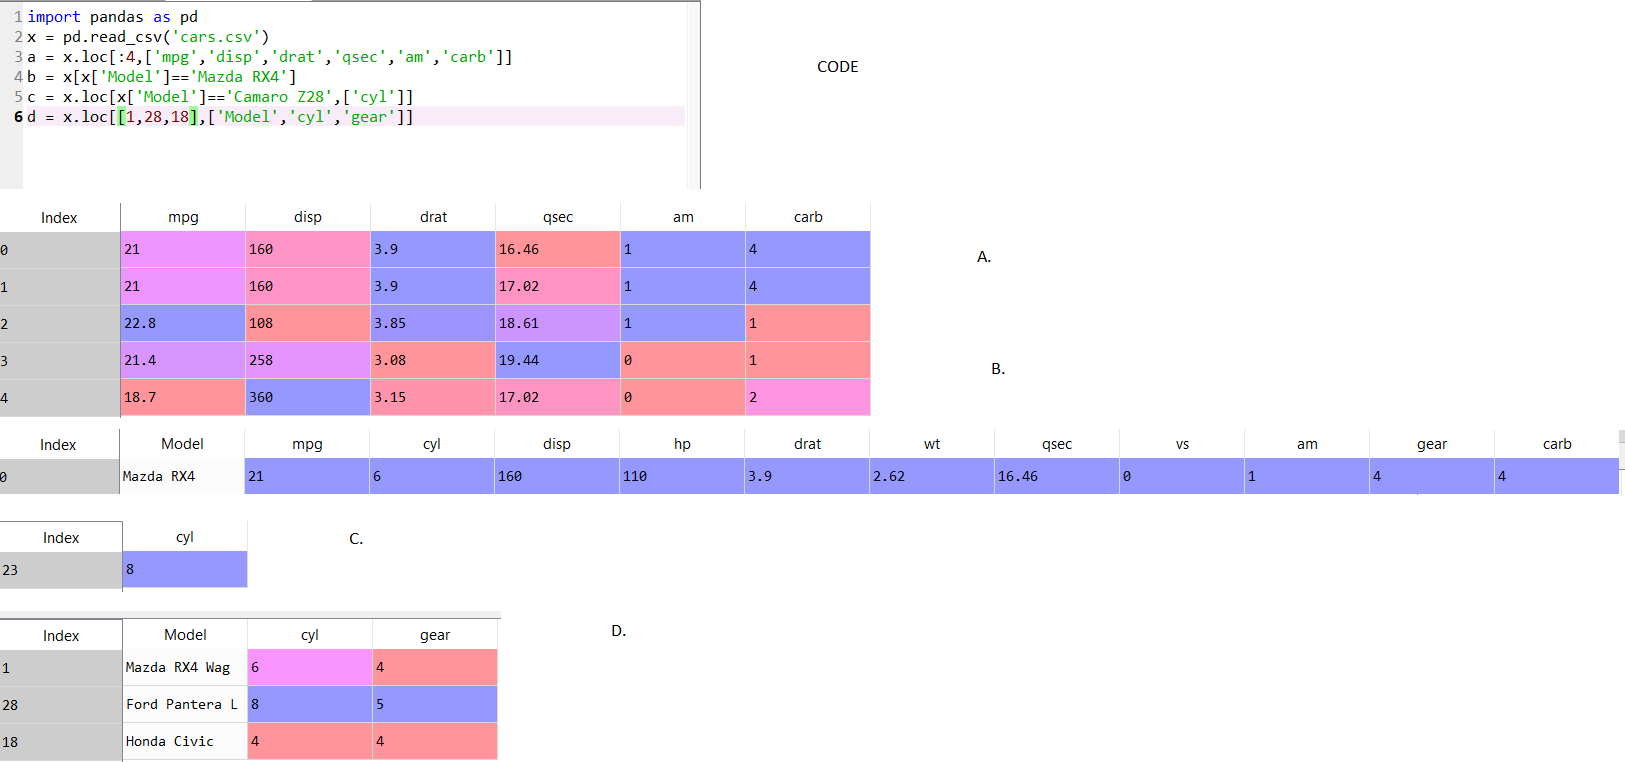 1 import pandas as pd
2 x = pd.read_csv('cars.csv')
3 a = x.loc[:4,['mpg','disp','drat','qsec','am','carb']]
4 b = x[x['Model']=='Mazda RX4']
5 c = x.loc[x['Model']=='Camaro Z28',['cyl']]
6 d = x.loc[[1,28,18],['Model','cyl','gear']]
CODE
Index mpg disp drat qsec am carb
0 21 160 3.9 16.46 1 4
A.
1 21 160 3.9 17.02 1 4
2 22.8 108 3.85 18.61 1 1
3 21.4 258 3.08 19.44 0 1
B.
4 18.7 360 3.15 17.02 0 2
Index Model mpg cyl disp hp drat wt qsec vs am gear carb
0 Mazda RX4 21 6 160 110 3.9 2.62 16.46 0 1 4 4
Index cyl
C.
23 8
Index Model cyl gear
D.
1 Mazda RX4 Wag 6 4
28 Ford Pantera L 8 5
18 Honda Civic 4 4